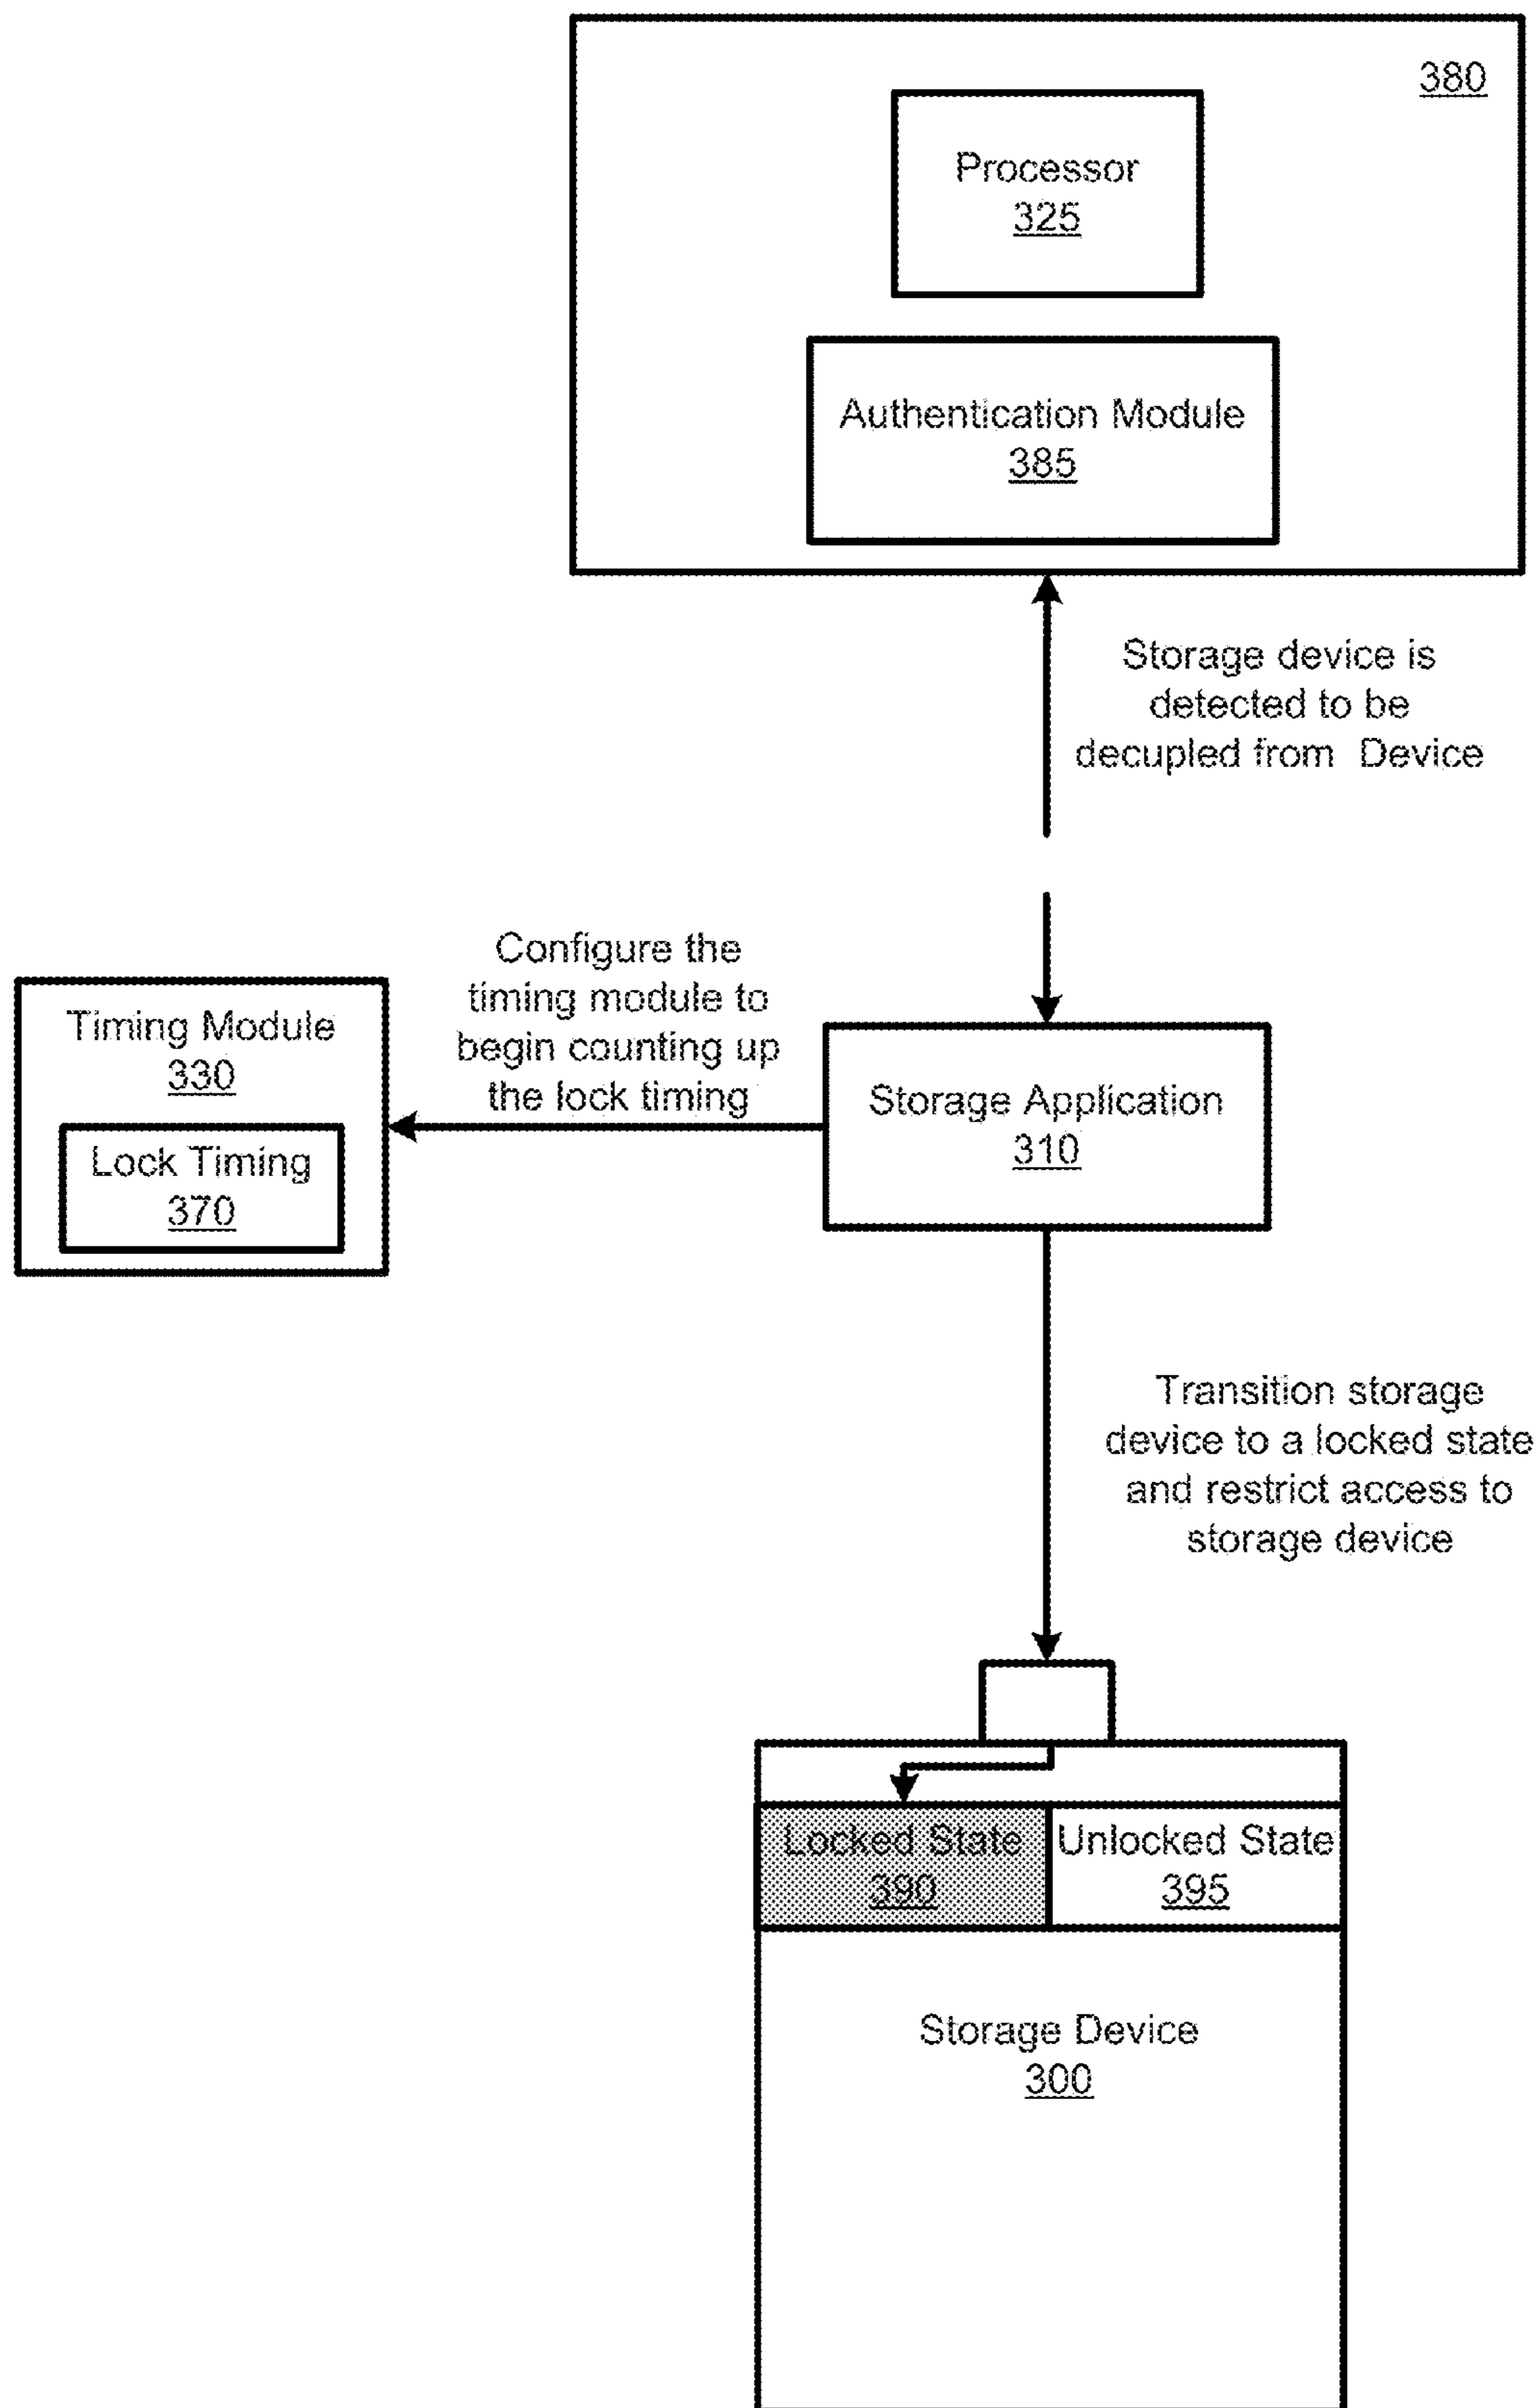 380
Processor
325
Authentication Module
385
Storage device is
detected to be
decupled from Device
Configure the
timing module to
begin counting up
the lock timing
Timing Module
330
Lock Timing
370
Storage Application
310
Transition storage
device to a locked state
and restrict access to
storage device
Locked State
390
Unlocked State
395
Storage Device
300